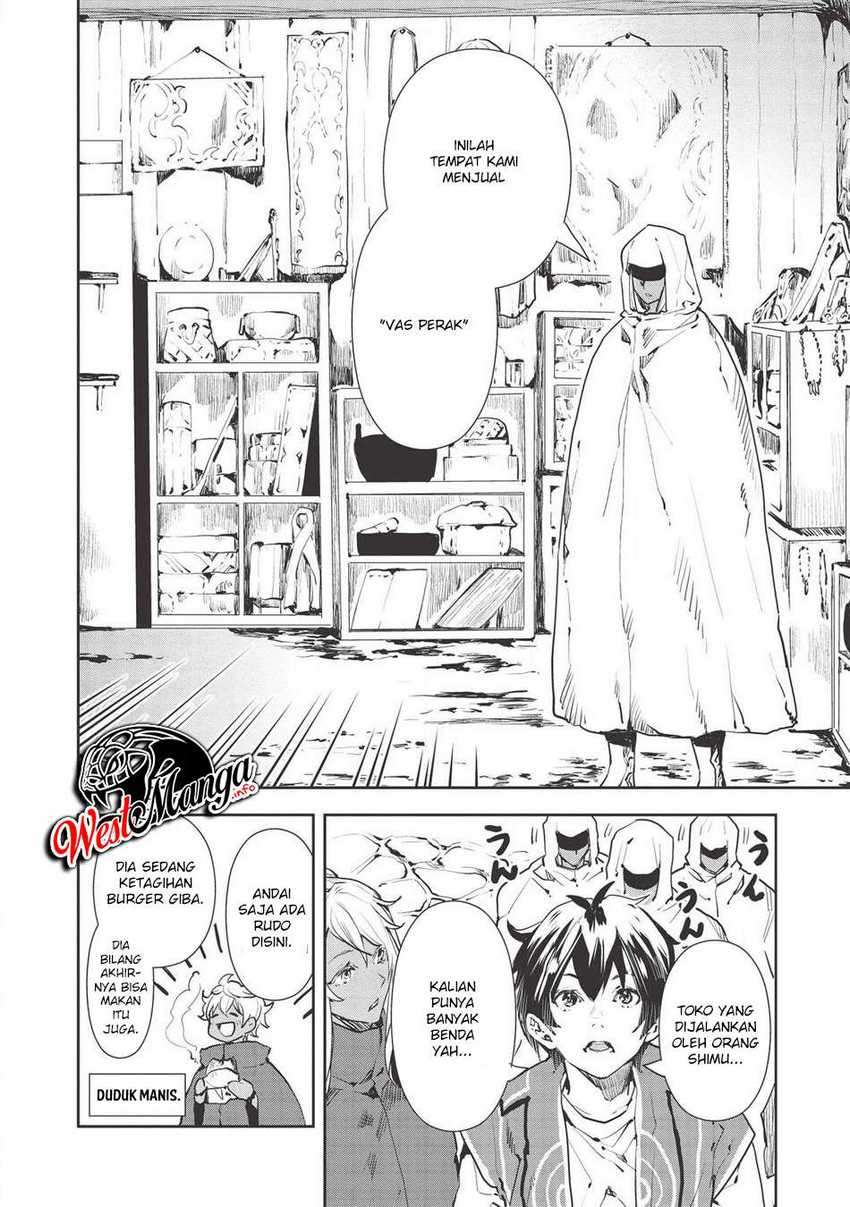 INILAH
TEMPAT KAMI
MENJUAL
"VAS PERAK"
うん
うん
TOKO YANG
DIJALANKAN
OLEH ORANG
SHIMU...
KALIAN
PUNYA
BANYAK
BENDA
YAH...
ANDAI
SAJA ADA
RUDO
DISINI.
DIA SEDANG
KETAGIHAN
BURGER GIBA.
DIA
BILANG
AKHIR-
NYA BISA
MAKAN
ITU
JUGA.
DUDUK MANIS.
WestManga
.info